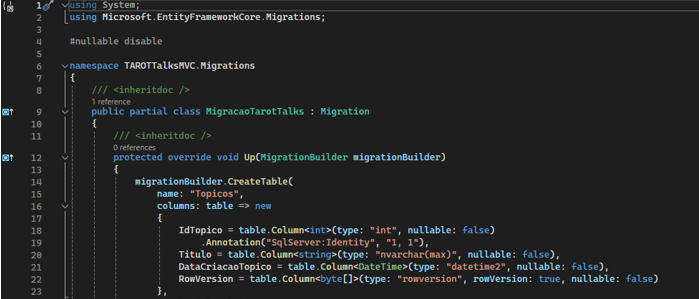 1 using System;
2 using Microsoft.EntityFrameworkCore.Migrations;
3
4 #nullable disable
5
6 namespace TAROTTalksMVC.Migrations
7 {
8 /// <inheritdoc />
1 reference
9 public partial class MigracaoTarotTalks : Migration
10 {
11 /// <inheritdoc />
0 references
12 protected override void Up(MigrationBuilder migrationBuilder)
13 {
14 migrationBuilder.CreateTable(
15 name: "Topicos",
16 columns: table => new
17 {
18 IdTopico = table.Column<int>(type: "int", nullable: false)
19 .Annotation("SqlServer:Identity", "1, 1"),
20 Titulo = table.Column<string>(type: "nvarchar(max)", nullable: false),
21 DataCriacaoTopico = table.Column<DateTime>(type: "datetime2", nullable: false),
22 RowVersion = table.Column<byte[]>(type: "rowversion", rowVersion: true, nullable: false)
23 },